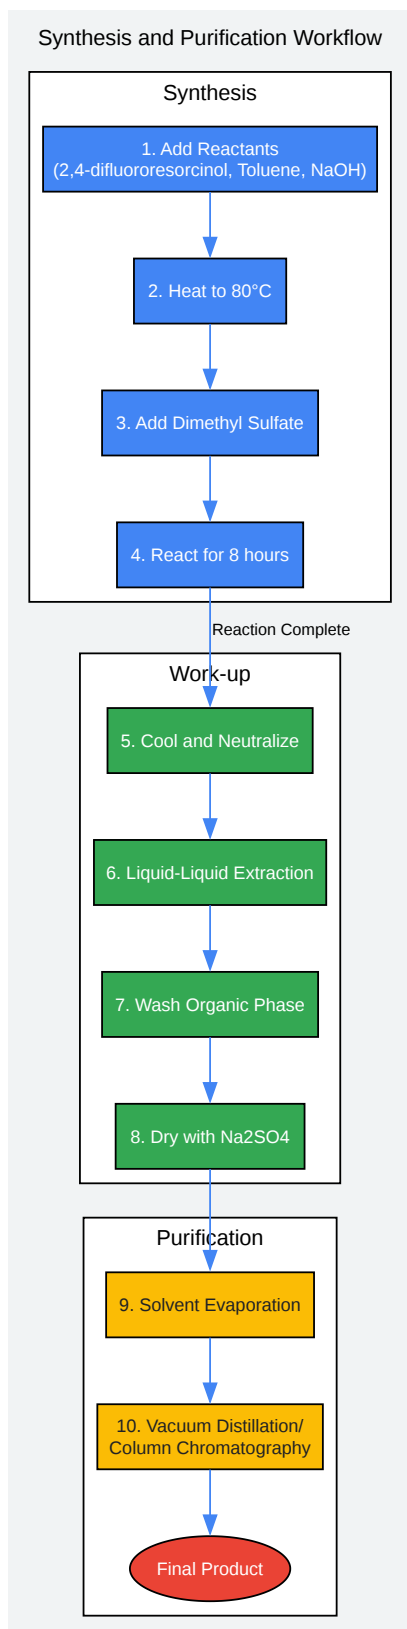 Synthesis and Purification Workflow
Synthesis
1. Add Reactants
(2,4-difluororesorcinol, Toluene, NaOH)
2. Heat to 80°C
3. Add Dimethyl Sulfate
4. React for 8 hours
Reaction Complete
Work-up
5. Cool and Neutralize
6. Liquid-Liquid Extraction
7. Wash Organic Phase
8. Dry with Na2SO4
Purification
9. Solvent Evaporation
10. Vacuum Distillation/
Column Chromatography
Final Product